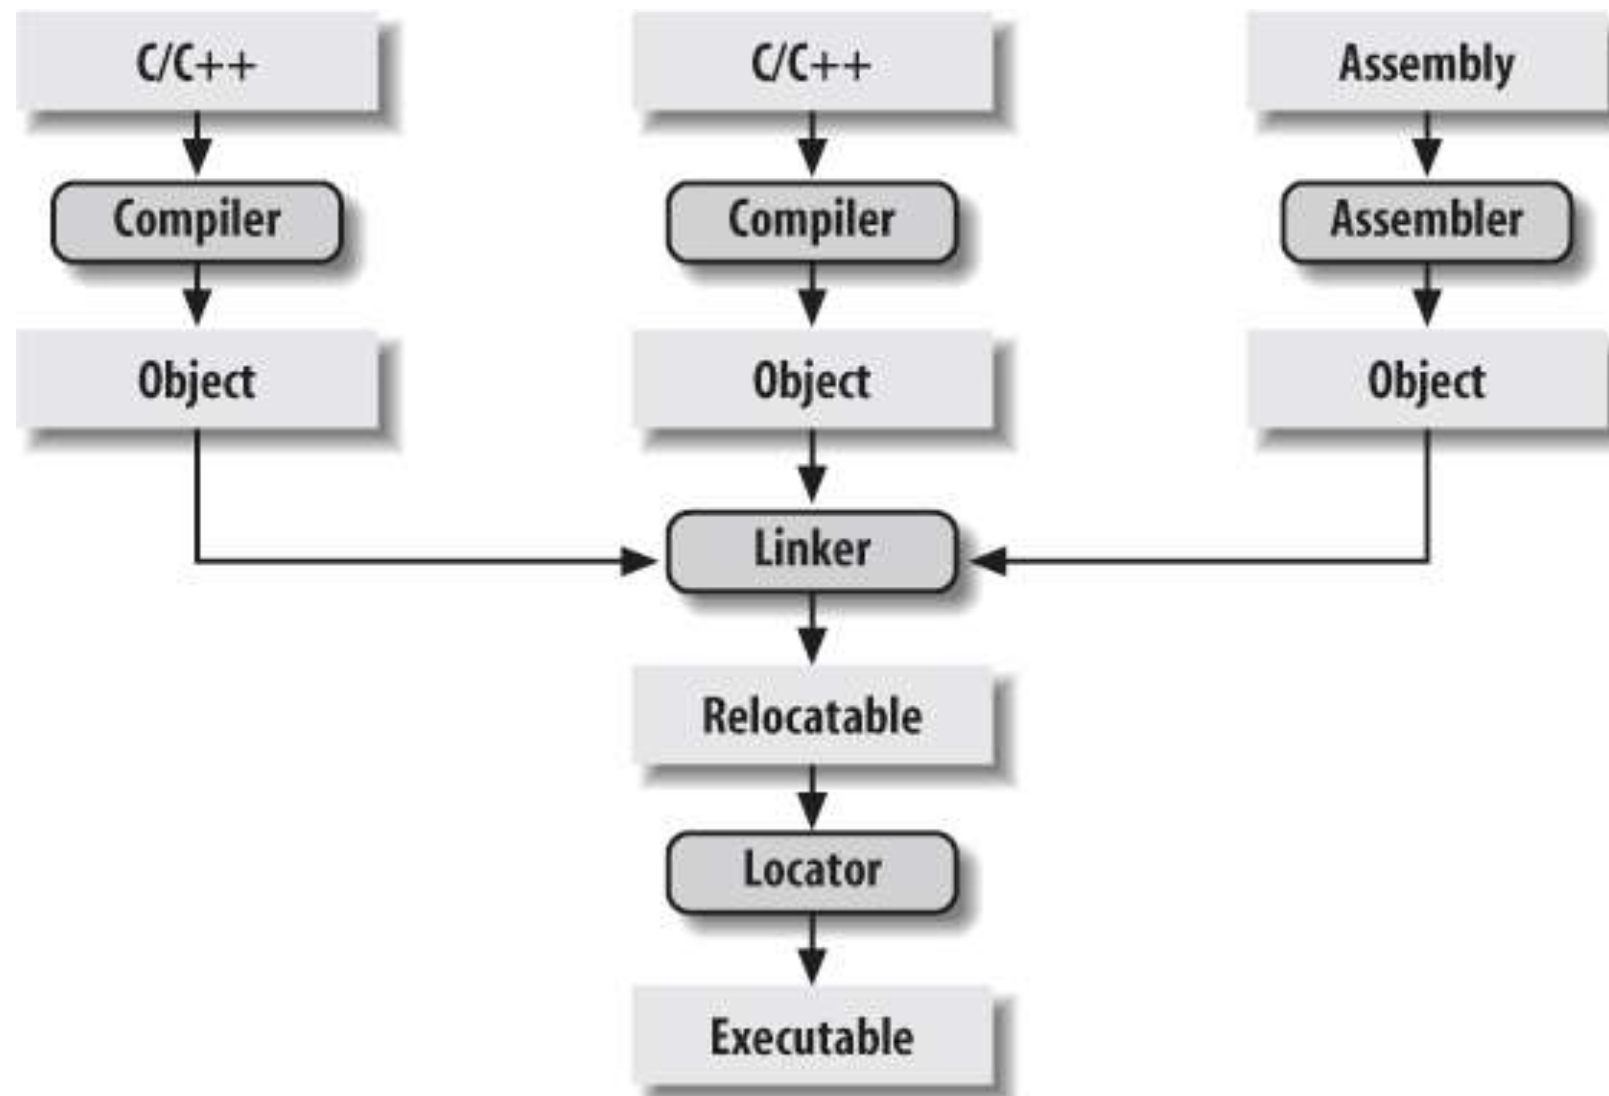 C/C++
C/C++
Assembly
Compiler
Compiler
Assembler
Object
Object
Object
Linker
Relocatable
Locator
Executable